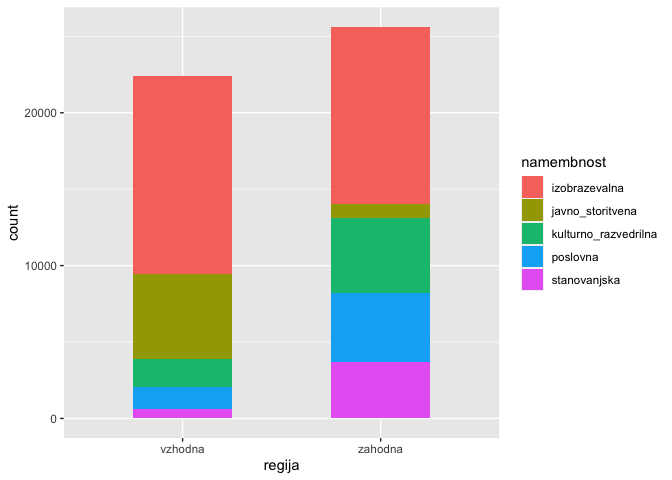 count
20000
10000
0
vzhodna
zahodna
regija
namembnost
izobrazevalna
javno_storitvena
kulturno_razvedrilna
poslovna
stanovanjska